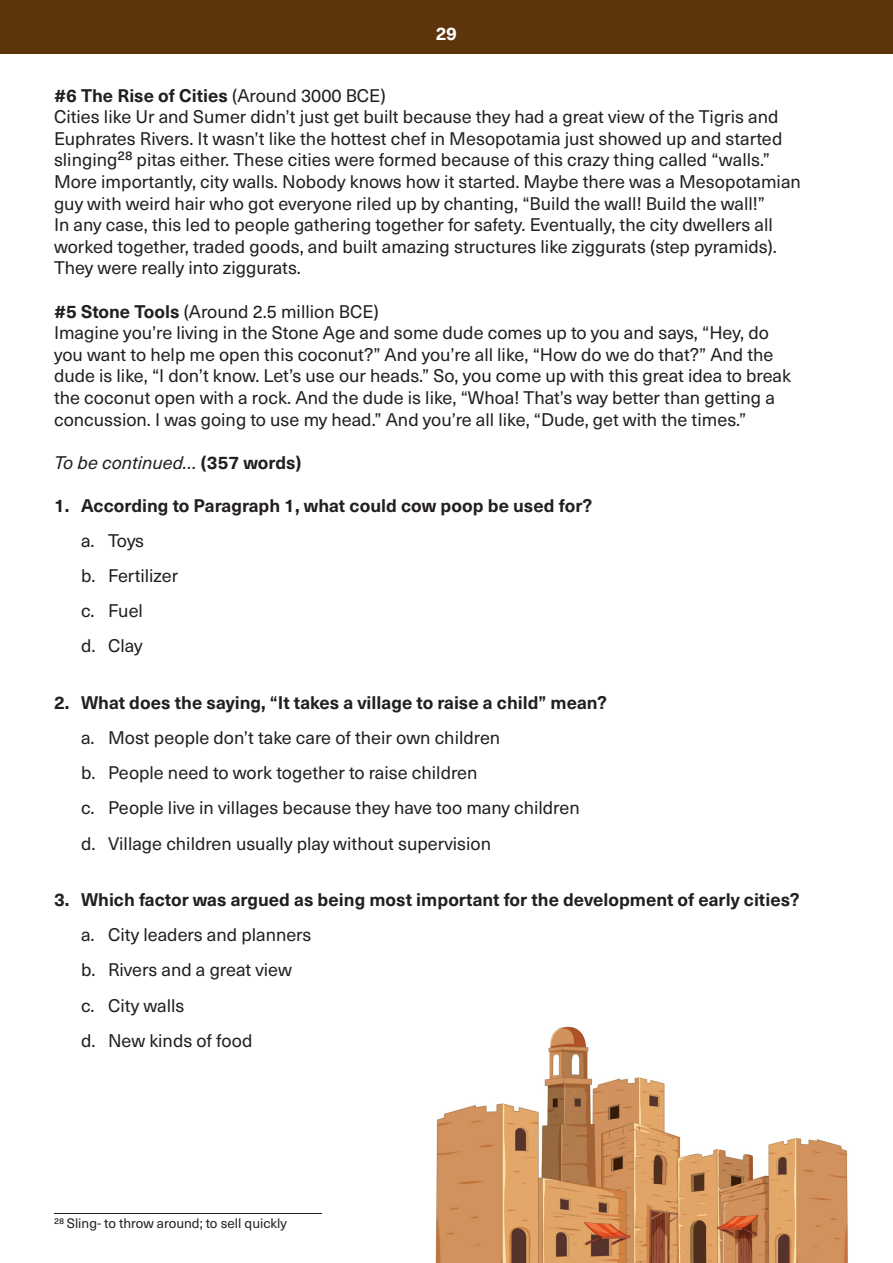 29
#6 The Rise of Cities (Around 3000 BCE)
Cities like Ur and Sumer didn’t just get built because they had a great view of the Tigris and
Euphrates Rivers. It wasn’t like the hottest chef in Mesopotamia just showed up and started
slinging²⁸ pitas either. These cities were formed because of this crazy thing called “walls.”
More importantly, city walls. Nobody knows how it started. Maybe there was a Mesopotamian
guy with weird hair who got everyone riled up by chanting, “Build the wall! Build the wall!”
In any case, this led to people gathering together for safety. Eventually, the city dwellers all
worked together, traded goods, and built amazing structures like ziggurats (step pyramids).
They were really into ziggurats.
#5 Stone Tools (Around 2.5 million BCE)
Imagine you’re living in the Stone Age and some dude comes up to you and says, “Hey, do
you want to help me open this coconut?” And you’re all like, “How do we do that?” And the
dude is like, “I don’t know. Let’s use our heads.” So, you come up with this great idea to break
the coconut open with a rock. And the dude is like, “Whoa! That’s way better than getting a
concussion. I was going to use my head.” And you’re all like, “Dude, get with the times.”
To be continued... (357 words)
1. According to Paragraph 1, what could cow poop be used for?
a. Toys
b. Fertilizer
c. Fuel
d. Clay
2. What does the saying, “It takes a village to raise a child” mean?
a. Most people don’t take care of their own children
b. People need to work together to raise children
c. People live in villages because they have too many children
d. Village children usually play without supervision
3. Which factor was argued as being most important for the development of early cities?
a. City leaders and planners
b. Rivers and a great view
c. City walls
d. New kinds of food
²⁸ Sling- to throw around; to sell quickly